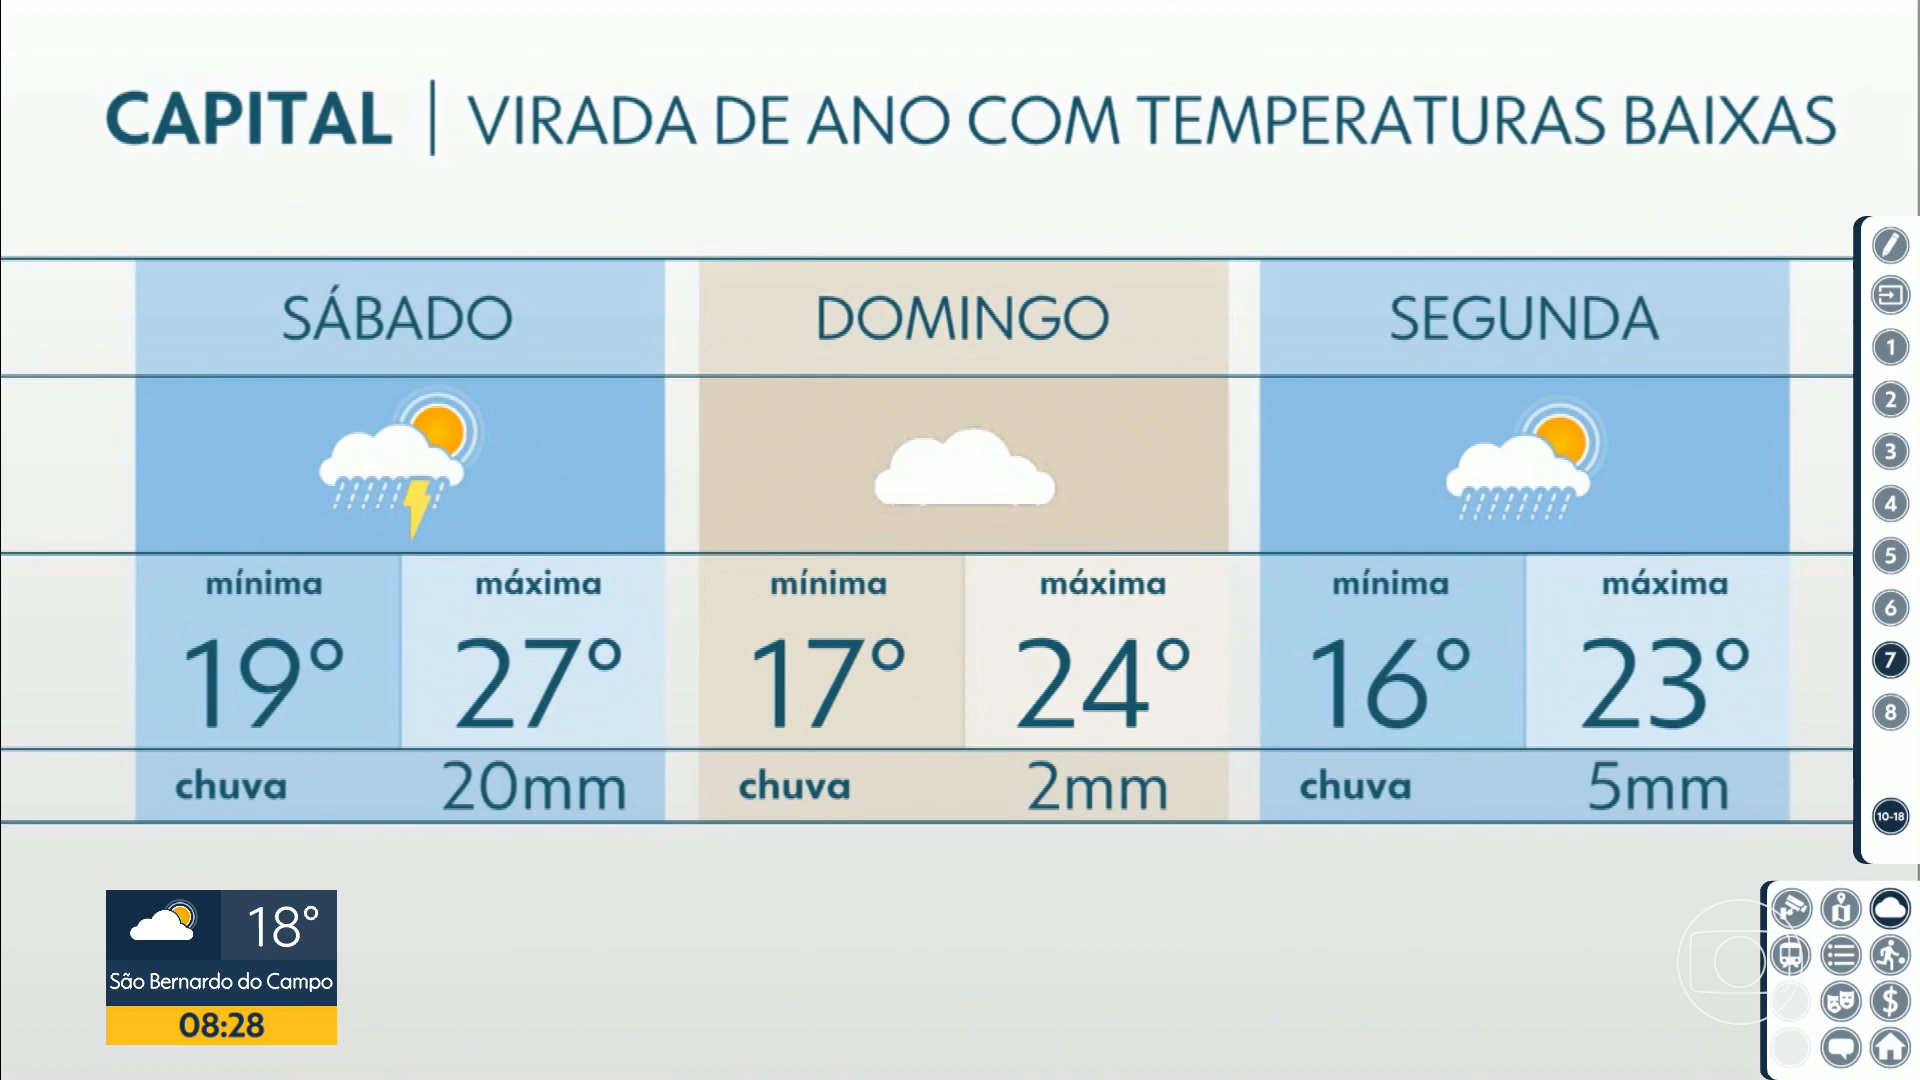 CAPITAL | VIRADA DE ANO COM TEMPERATURAS BAIXAS
SÁBADO DOMINGO SEGUNDA
mínima máxima mínima máxima mínima máxima
19° 27° 17° 24° 16° 23°
chuva 20mm chuva 2mm chuva 5mm
1
2
3
4
5
6
7
8
10-18
18°
São Bernardo do Campo
08:28
$